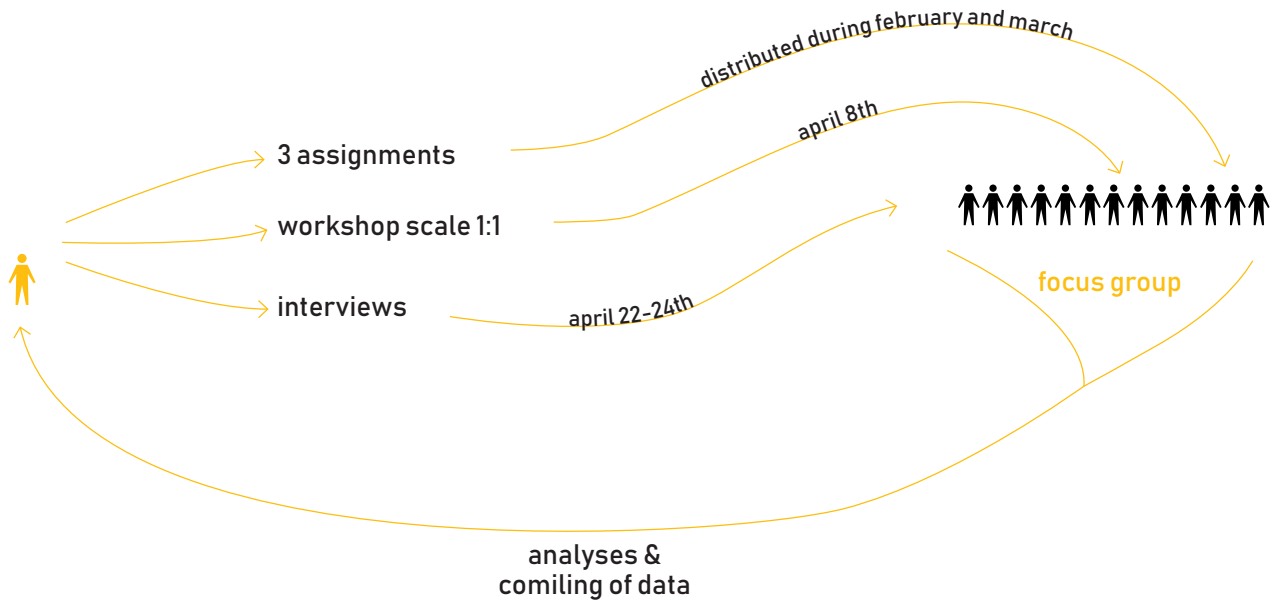 distributed during february and march
april 8th
3 assignments
workshop scale 1:1
focus group
interviews
april 22-24th
analyses &
comiling of data